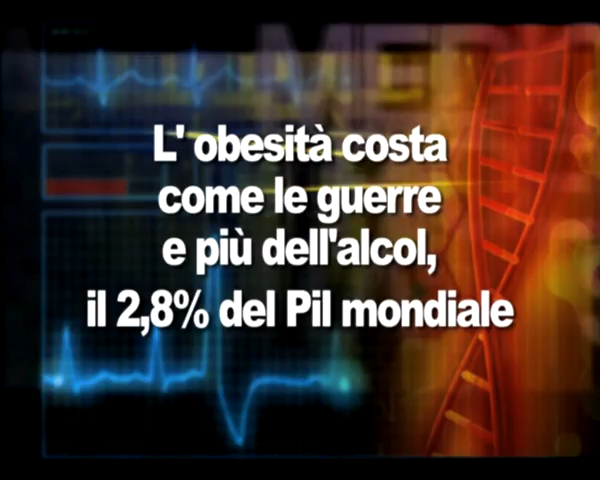 L' obesità costa
come le guerre
e più dell'alcol,
il 2,8% del Pil mondiale